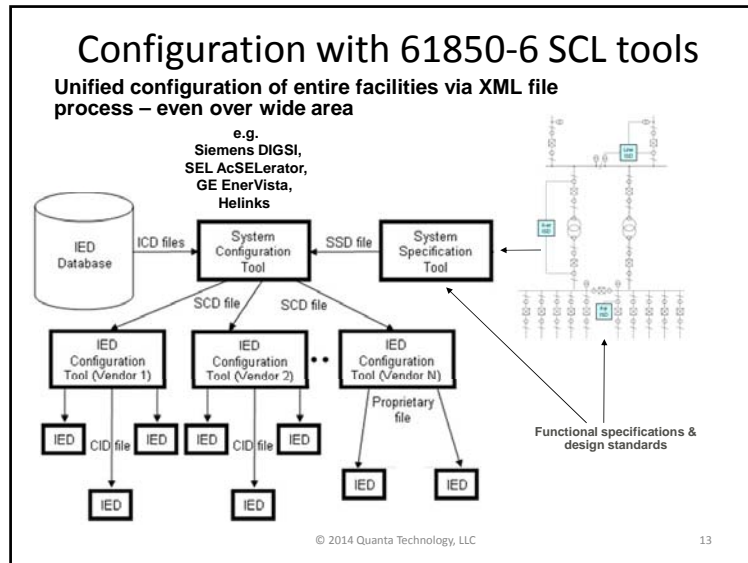 Configuration with 61850-6 SCL tools
Unified configuration of entire facilities via XML file
process – even over wide area
e.g.
Siemens DIGSI,
SEL AcSELerator,
GE EnerVista,
Helinks
IED
Database
ICD files
System
Configuration
Tool
SSD file
System
Specification
Tool
SCD file
SCD file
IED
Configuration
Tool (Vendor 1)
IED
Configuration
Tool (Vendor 2)
IED
Configuration
Tool (Vendor N)
IED
CID file
IED
IED
CID file
IED
Proprietary
file
IED
IED
IED
IED
Functional specifications &
design standards
© 2014 Quanta Technology, LLC
13